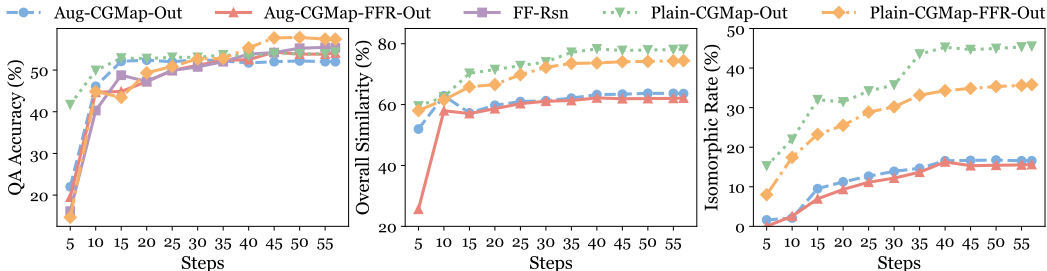 Aug-CGMap-Out Aug-CGMap-FFR-Out FF-Rsn Plain-CGMap-Out Plain-CGMap-FFR-Out
QA Accuracy (%)
50
40
30
20
5 10 15 20 25 30 35 40 45 50 55
Steps
Overall Similarity (%)
80
60
40
20
5 10 15 20 25 30 35 40 45 50 55
Steps
Isomorphic Rate (%)
50
40
30
20
10
0
5 10 15 20 25 30 35 40 45 50 55
Steps